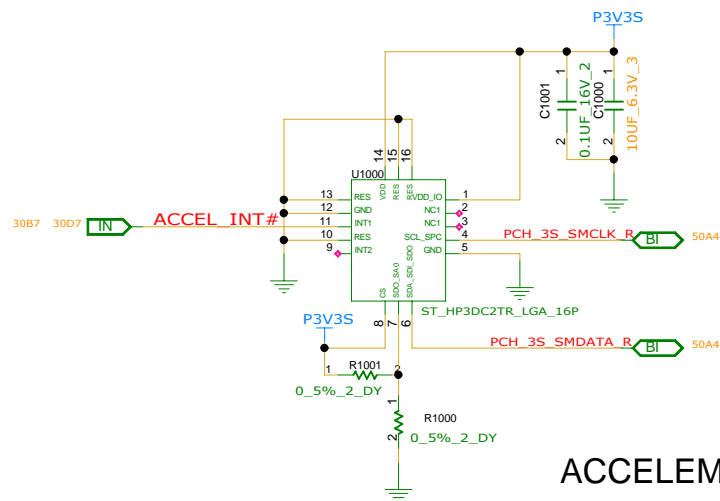 P3V3S
1
1
C1001
0.1UF_16V_2
C1000
10UF_6.3V_3
2
2
14
15
16
U1000
VDD
RES
RES
13
RES
VDD_IO
1
12
GND
NC1
2
30B7 30D7
IN
ACCEL_INT#
11
INT1
NC1
3
10
RES
SCL_SPC
4
PCH_3S_SMCLK_R
BI
50A4
9
INT2
GND
5
CS
SDO_SA0
SDA_SDI_SDO
ST_HP3DC2TR_LGA_16P
8
7
6
P3V3S
PCH_3S_SMDATA_R
BI
50A4
1
R1001
2
0_5%_2_DY
1
R1000
2
0_5%_2_DY
ACCELEM